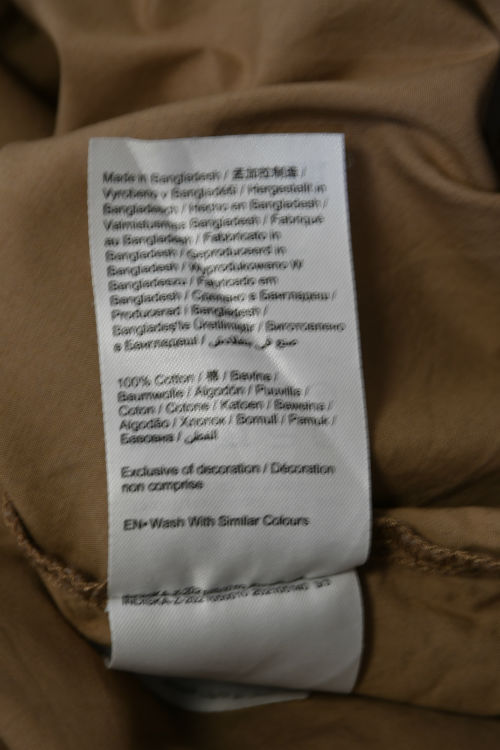 Made in Bangladesh / 孟加拉制造 /
Vyrobeno v Bangladéši / Hergestellt in
Bangladesch / Hecho en Bangladesh /
Valmistusmaa Bangladesh / Fabriqué
au Bangladesh / Fabbricato in
Bangladesh / Geproduceerd in
Bangladesh / Wyprodukowano W
Bangladeszu / Fabricado em
Bangladesh / Сделано в Бангладеш /
Producerad i Bangladesh /
Bangladeş'te Üretilmiştir / Виготовлено
в Бангладеш / صنع في بنغلاديش
100% Cotton / 棉 / Bavlna /
Baumwolle / Algodón / Puuvilla /
Coton / Cotone / Katoen / Bawełna /
Algodão / Хлопок / Bomull / Pamuk /
Бавовна / القطن
Exclusive of decoration / Décoration
non comprise
EN• Wash With Similar Colours